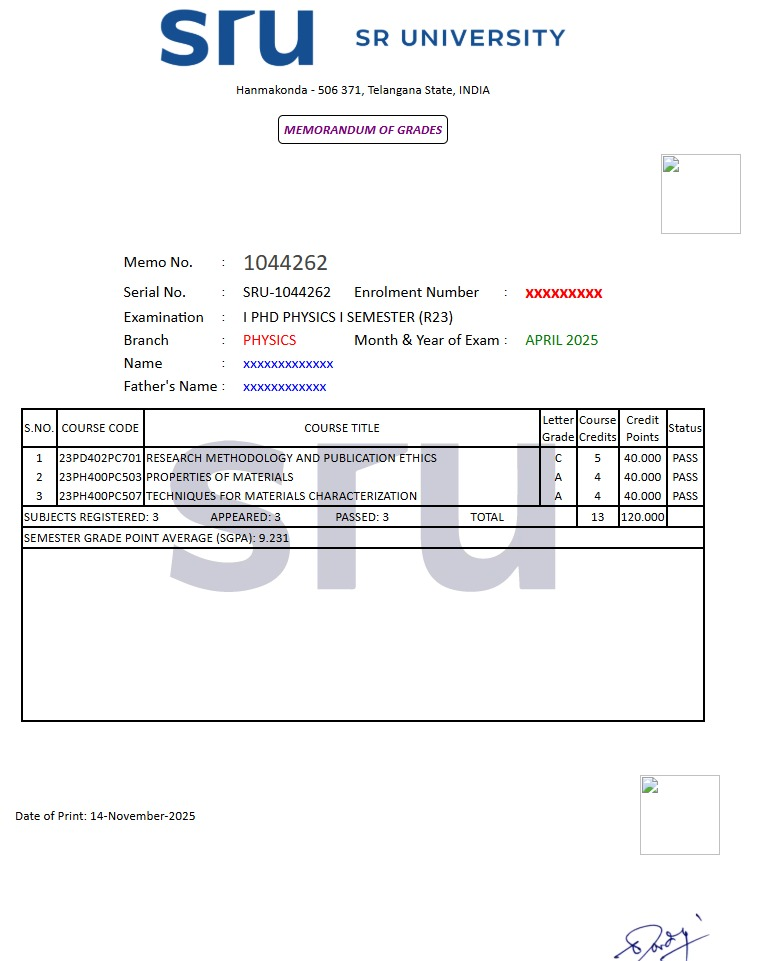 sru SR UNIVERSITY
Hanmakonda - 506 371, Telangana State, INDIA
MEMORANDUM OF GRADES
Memo No. : 1044262
Serial No. : SRU-1044262 Enrolment Number : xxxxxxxxx
Examination : I PHD PHYSICS I SEMESTER (R23)
Branch : PHYSICS Month & Year of Exam : APRIL 2025
Name : xxxxxxxxxxxxx
Father's Name : xxxxxxxxxxxx
S.NO. COURSE CODE COURSE TITLE Letter Grade Course Credits Credit Points Status
1 23PD402PC701 RESEARCH METHODOLOGY AND PUBLICATION ETHICS C 5 40.000 PASS
2 23PH400PC503 PROPERTIES OF MATERIALS A 4 40.000 PASS
3 23PH400PC507 TECHNIQUES FOR MATERIALS CHARACTERIZATION A 4 40.000 PASS
SUBJECTS REGISTERED: 3 APPEARED: 3 PASSED: 3 TOTAL 13 120.000
SEMESTER GRADE POINT AVERAGE (SGPA): 9.231
sru
Date of Print: 14-November-2025